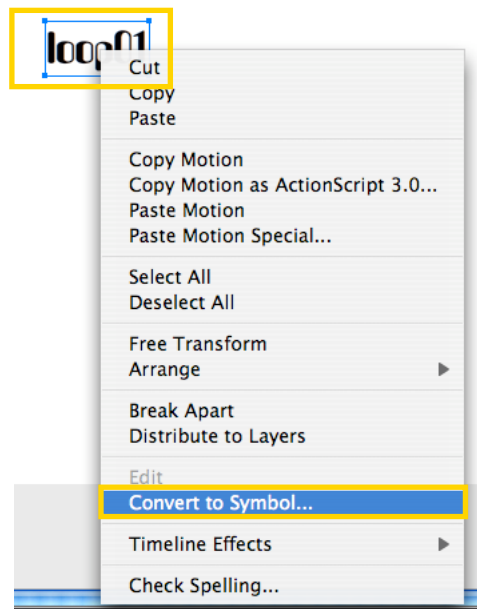 loop01
Cut
Copy
Paste
Copy Motion
Copy Motion as ActionScript 3.0...
Paste Motion
Paste Motion Special...
Select All
Deselect All
Free Transform
Arrange
Break Apart
Distribute to Layers
Edit
Convert to Symbol...
Timeline Effects
Check Spelling...